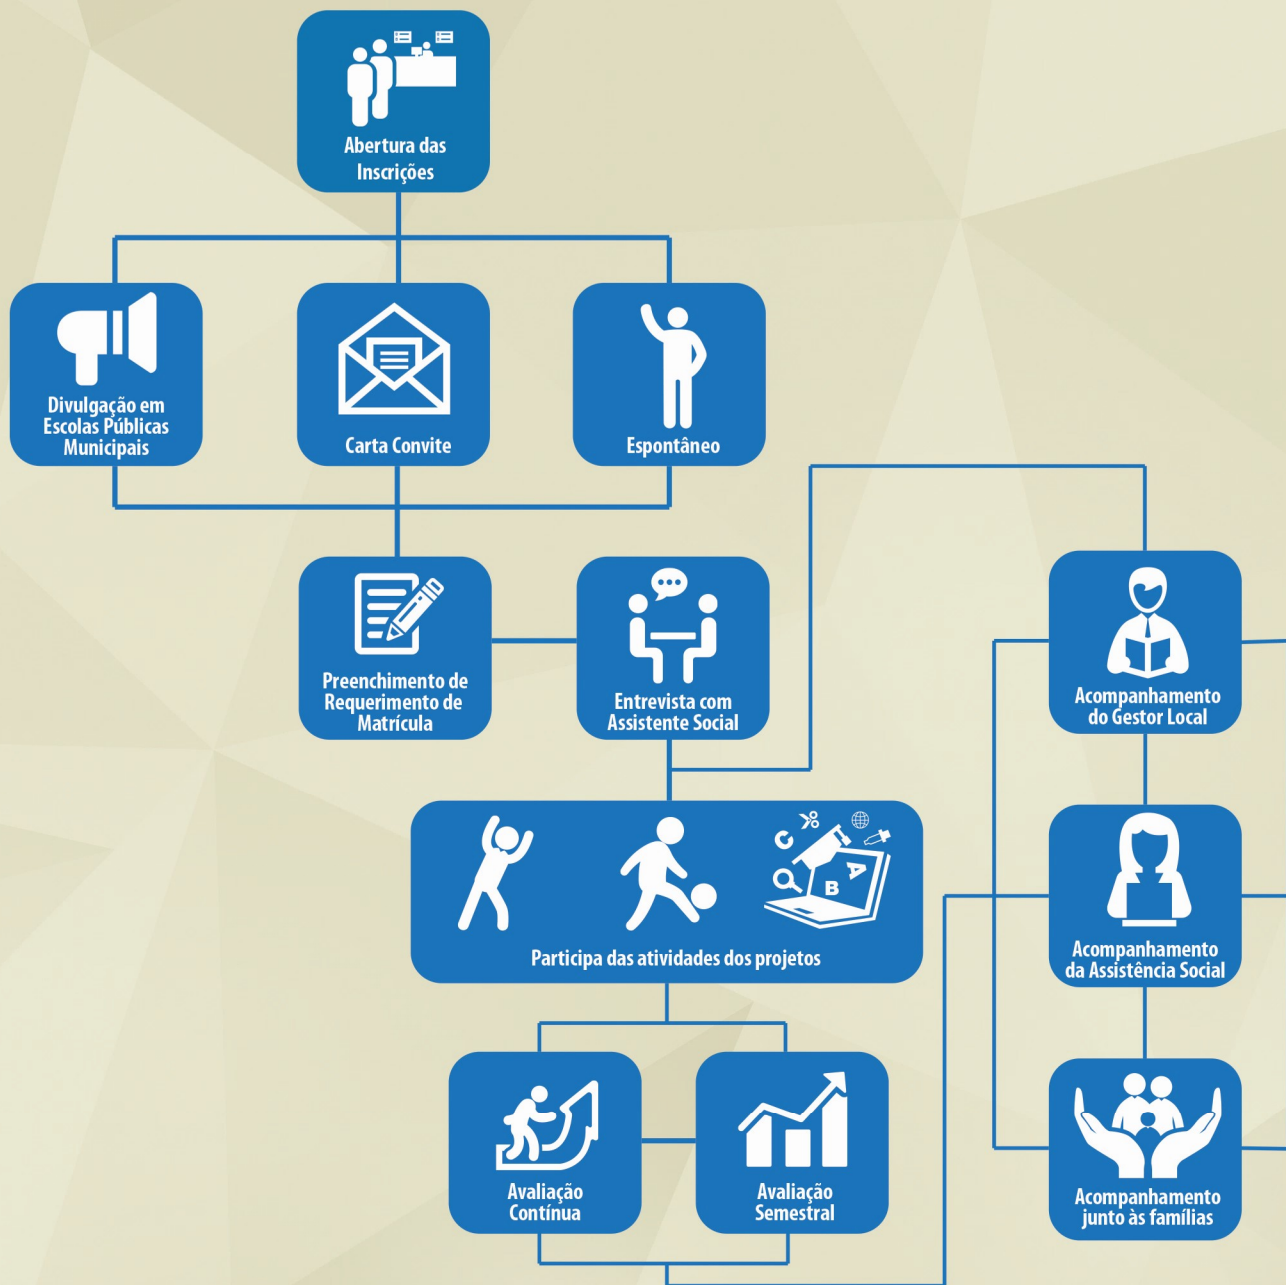 Abertura das
Inscrições
Divulgação em
Escolas Públicas
Municipais
Carta Convite
Espontâneo
Preenchimento de
Requerimento de
Matrícula
Entrevista com
Assistente Social
Acompanhamento
do Gestor Local
C
A
B
Participa das atividades dos projetos
Acompanhamento
da Assistência Social
Avaliação
Contínua
Avaliação
Semestral
Acompanhamento
junto às famílias